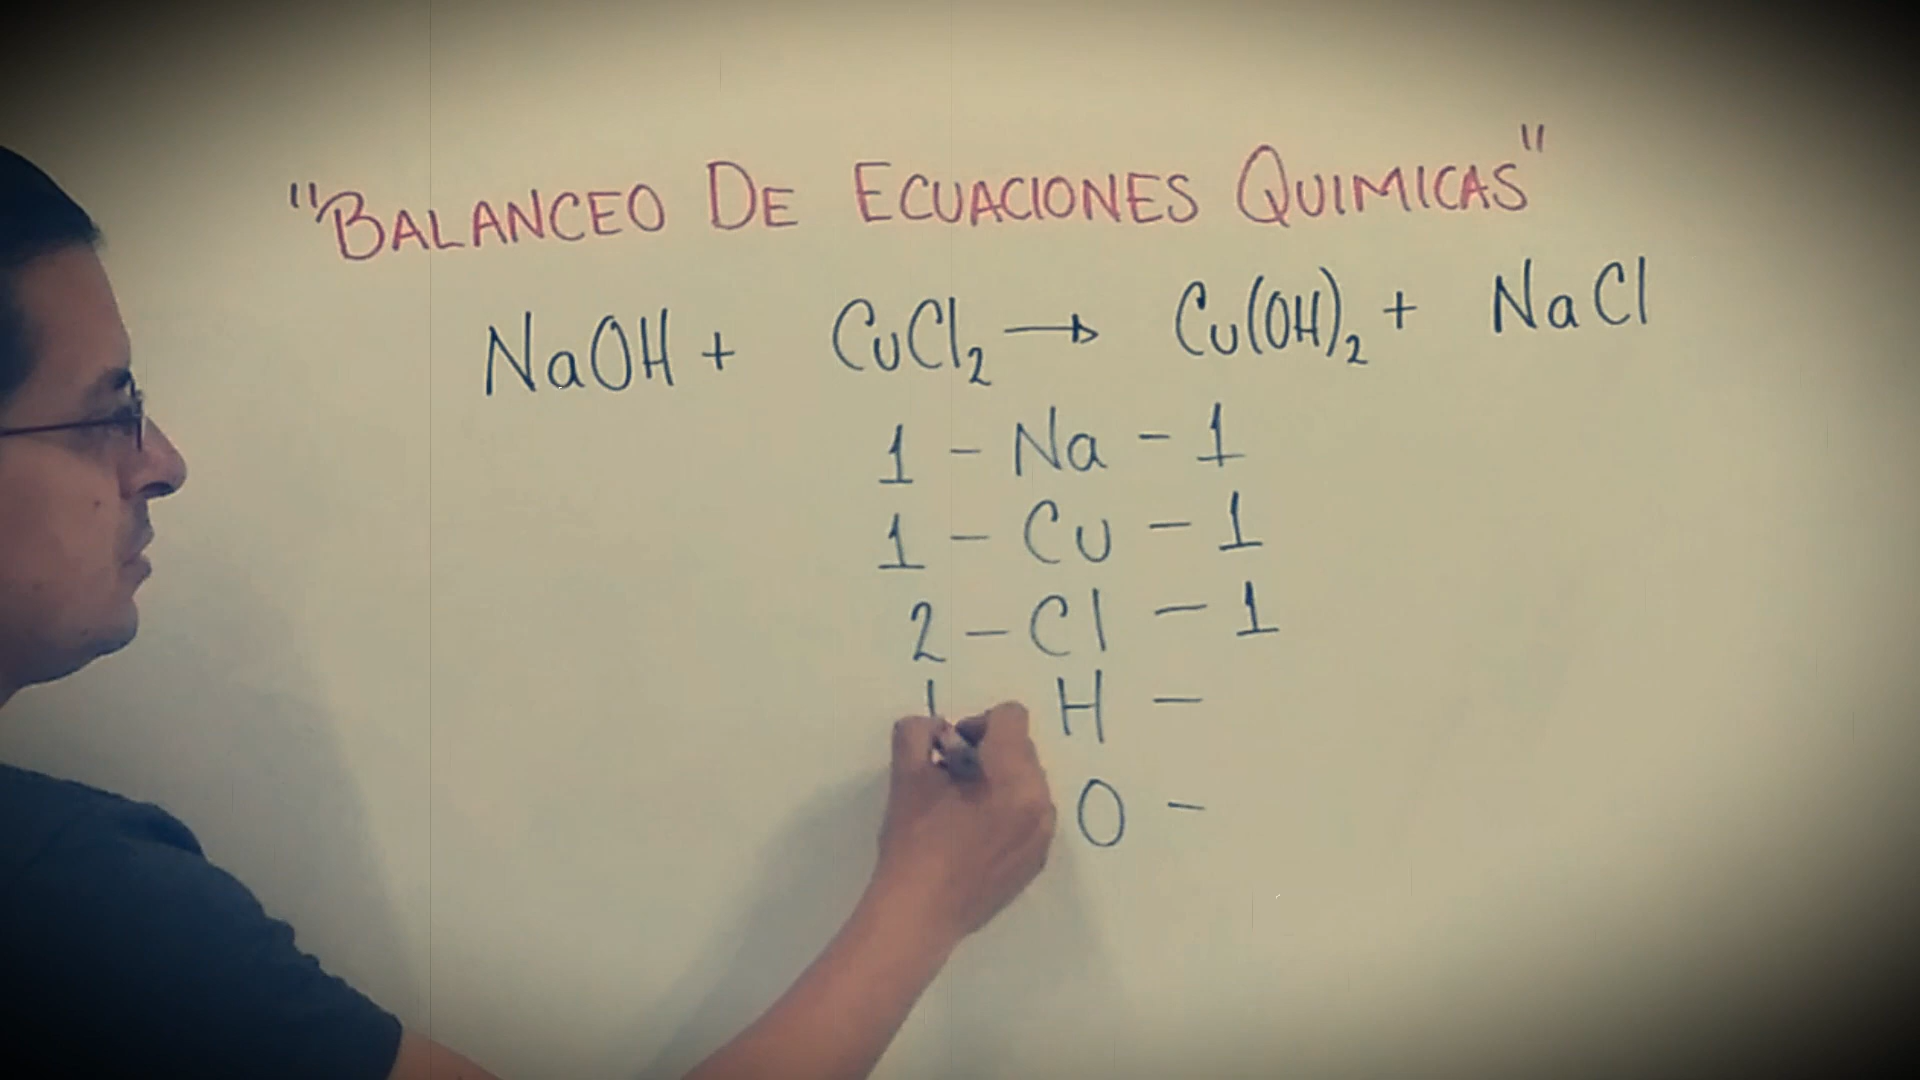 "BALANCEO DE ECUACIONES QUIMICAS"
NaOH + CuCl₂ → Cu(OH)₂ + NaCl
1 - Na - 1
1 - Cu - 1
2 - Cl - 1
1 H -
O -